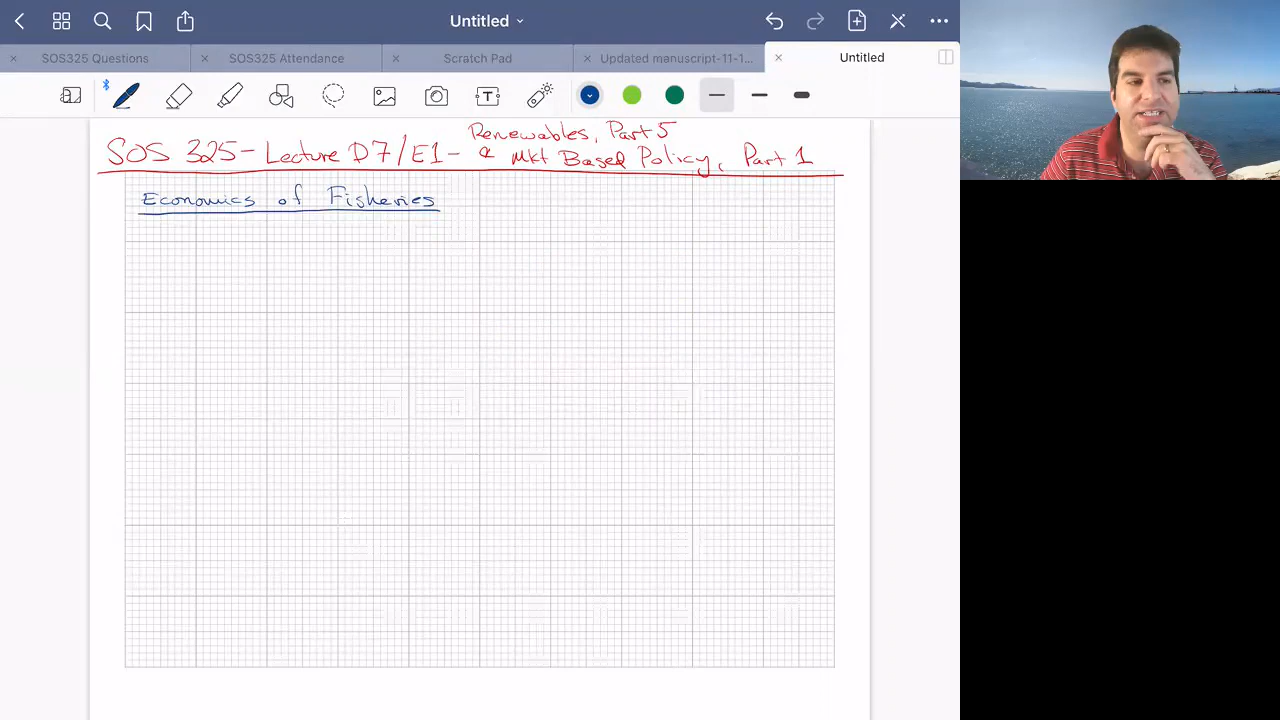 Untitled
SOS325 Questions
SOS325 Attendance
Scratch Pad
Updated manuscript-11-1...
Untitled
T
Renewables, Part 5
SOS 325- Lecture D7/E1- & Mkt Based Policy, Part 1
Economics of Fisheries